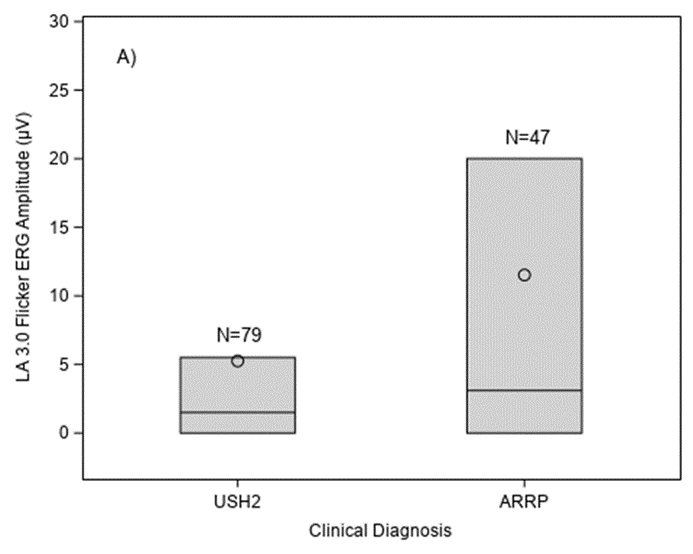 A)
LA 3.0 Flicker ERG Amplitude (µV)
30
25
20
15
10
5
0
N=79
N=47
USH2
ARRP
Clinical Diagnosis